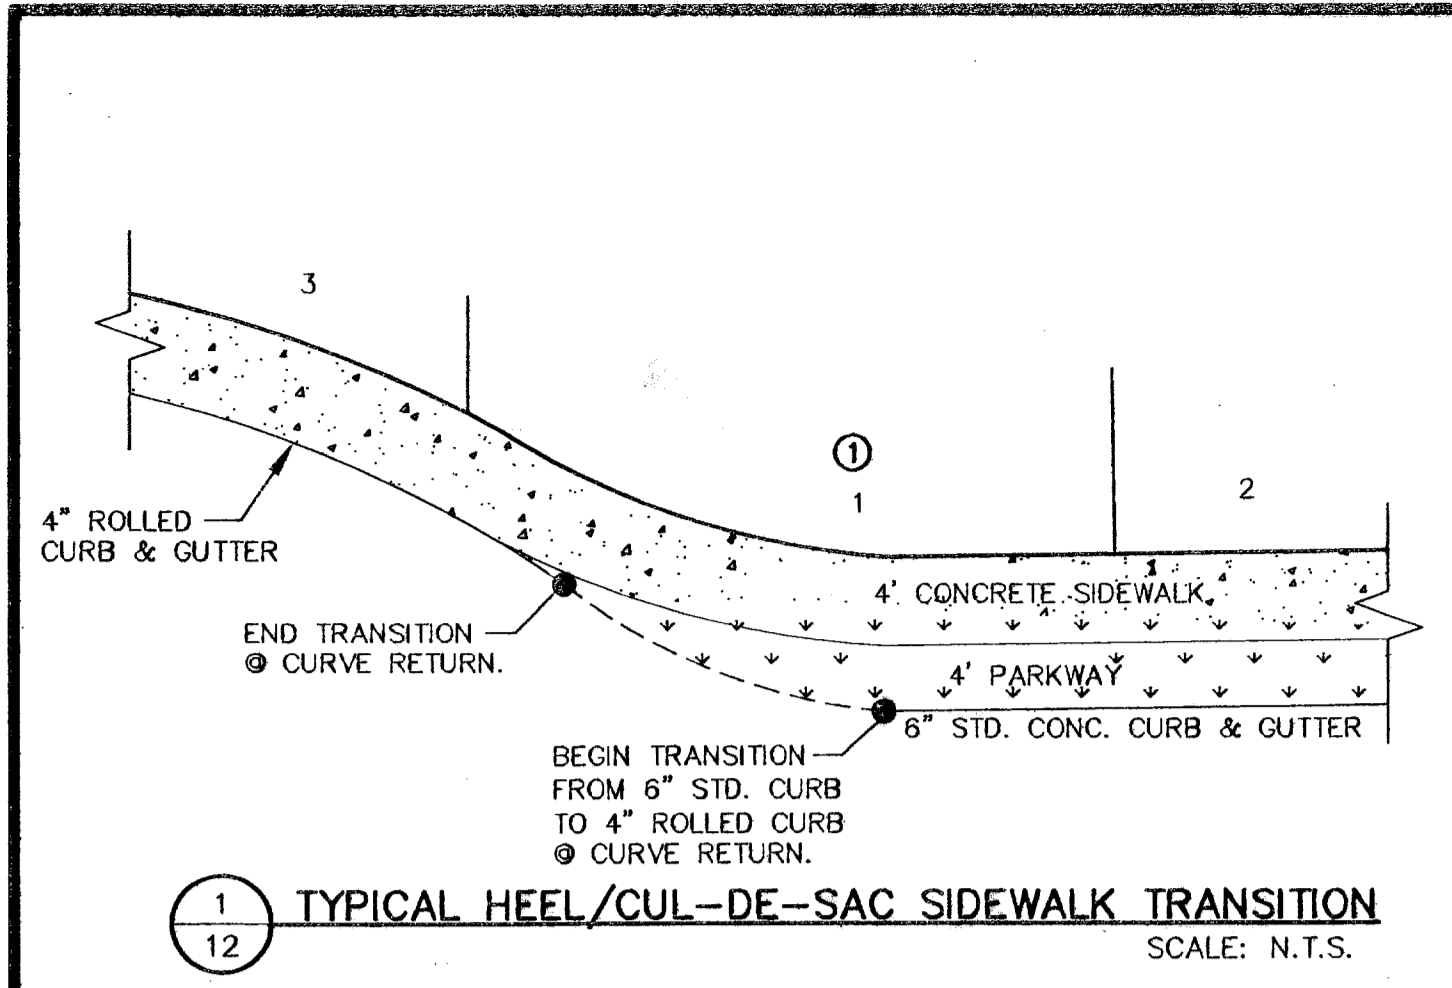 3
1
1
2
4" ROLLED
CURB & GUTTER
4' CONCRETE SIDEWALK
END TRANSITION
@ CURVE RETURN.
4' PARKWAY
6" STD. CONC. CURB & GUTTER
BEGIN TRANSITION
FROM 6" STD. CURB
TO 4" ROLLED CURB
@ CURVE RETURN.
1
12
TYPICAL HEEL/CUL-DE-SAC SIDEWALK TRANSITION
SCALE: N.T.S.